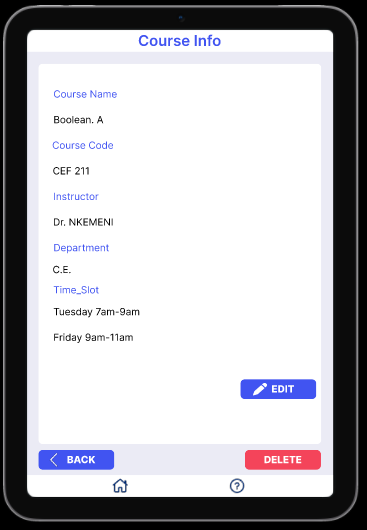 Course Info
Course Name
Boolean. A
Course Code
CEF 211
Instructor
Dr. NKEMENI
Department
C.E.
Time_Slot
Tuesday 7am-9am
Friday 9am-11am
EDIT
BACK
DELETE